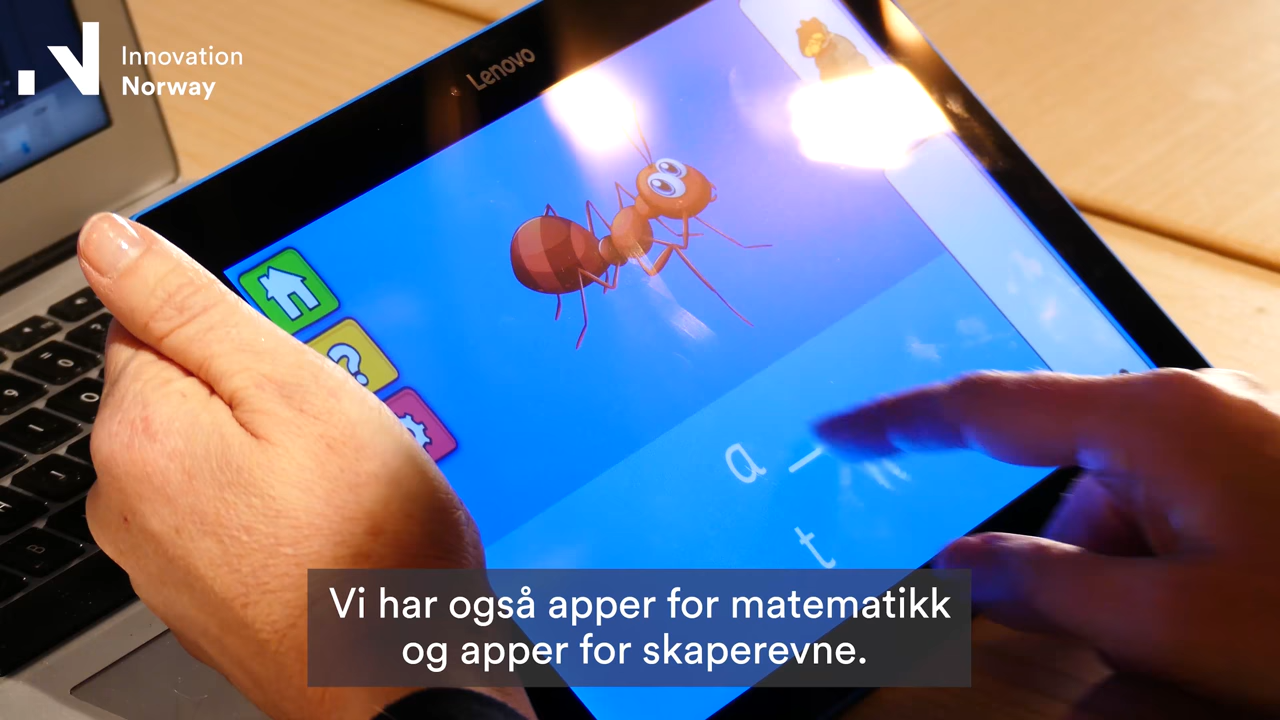 Innovation
Norway
Lenovo
a _
t
Vi har også apper for matematikk
og apper for skaperevne.